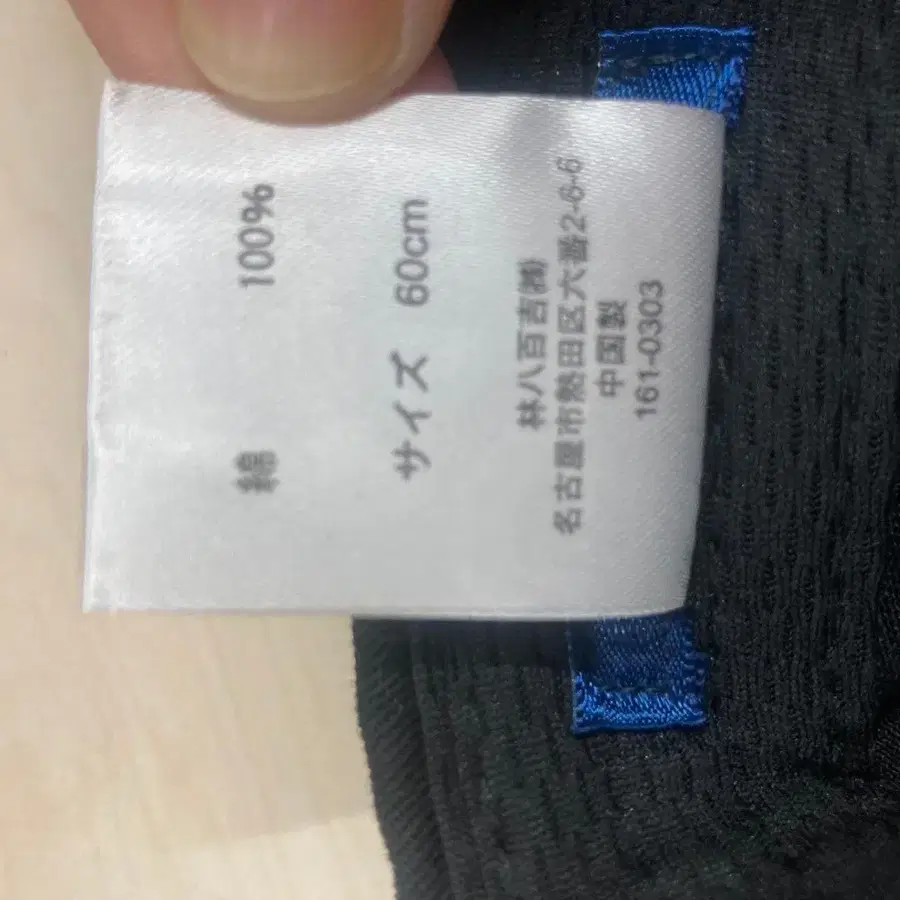 綿 100%
サイズ 60cm
林八百吉㈱
名古屋市熱田区六番2-6-6
中国製
161-0303